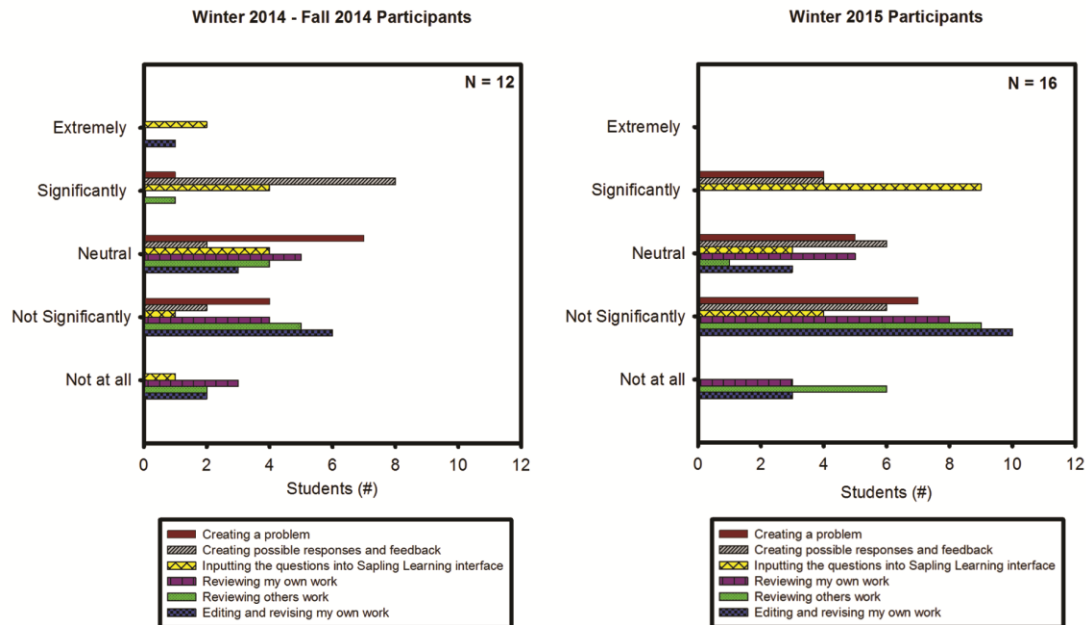 Winter 2014 - Fall 2014 Participants
N = 12
Extremely
Significantly
Neutral
Not Significantly
Not at all
0 2 4 6 8 10 12
Students (#)
Creating a problem
Creating possible responses and feedback
Inputting the questions into Sapling Learning interface
Reviewing my own work
Reviewing others work
Editing and revising my own work
Winter 2015 Participants
N = 16
Extremely
Significantly
Neutral
Not Significantly
Not at all
0 2 4 6 8 10 12
Students (#)
Creating a problem
Creating possible responses and feedback
Inputting the questions into Sapling Learning interface
Reviewing my own work
Reviewing others work
Editing and revising my own work